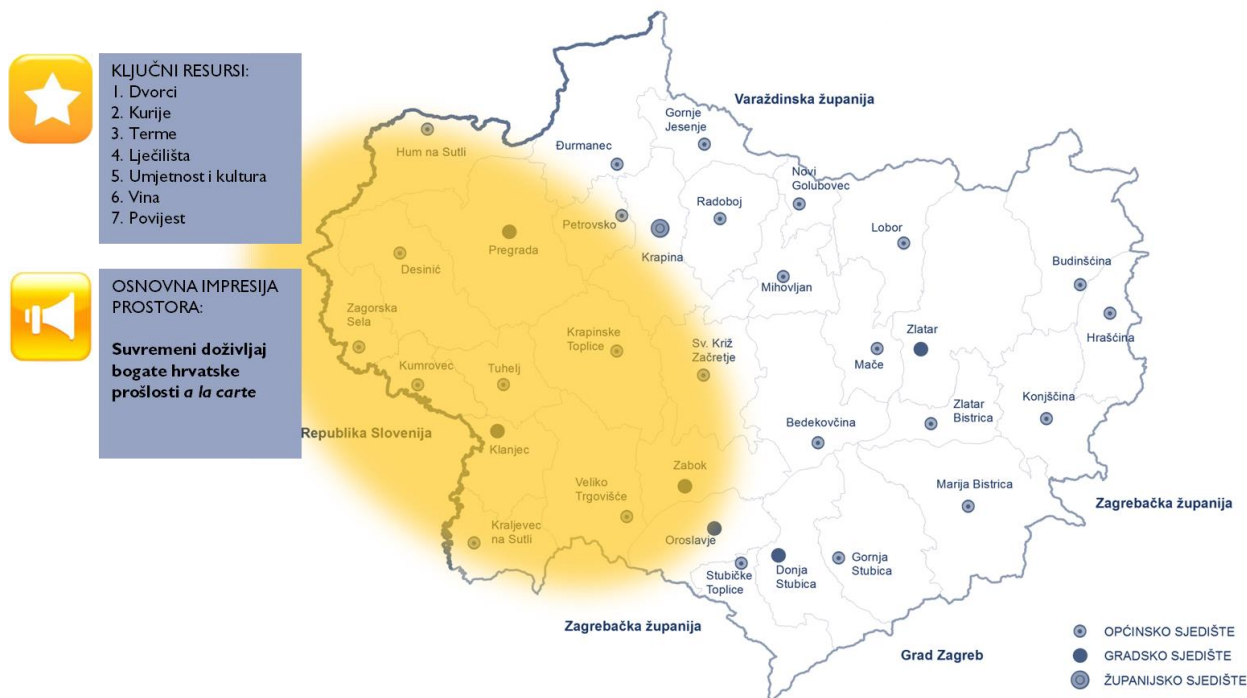 KLJUČNI RESURSI:
1. Dvorci
2. Kurije
3. Terme
4. Lječilišta
5. Umjetnost i kultura
6. Vina
7. Povijest
OSNOVNA IMPRESIJA
PROSTORA:
Suvremeni doživljaj
bogate hrvatske
prošlosti a la carte
Varaždinska županija
Gornje
Jesenje
Hum na Sutli
Đurmanec
Novi
Golubovec
Radoboj
Petrovsko
Krapina
Pregrada
Lobor
Desinić
Budinšćina
Mihovljan
Zagorska
Sela
Krapinske
Toplice
Sv. Križ
Začretje
Zlatar
Hrašćina
Mače
Kumrovec
Tuhelj
Zlatar
Bistrica
Konjščina
Bedekovčina
Republika Slovenija
Klanjec
Zabok
Veliko
Trgovišće
Marija Bistrica
Zagrebačka županija
Kraljevec
na Sutli
Oroslavje
Stubičke
Toplice
Donja
Stubica
Gornja
Stubica
Zagrebačka županija
Grad Zagreb
OPĆINSKO SJEDIŠTE
GRADSKO SJEDIŠTE
ŽUPANIJSKO SJEDIŠTE